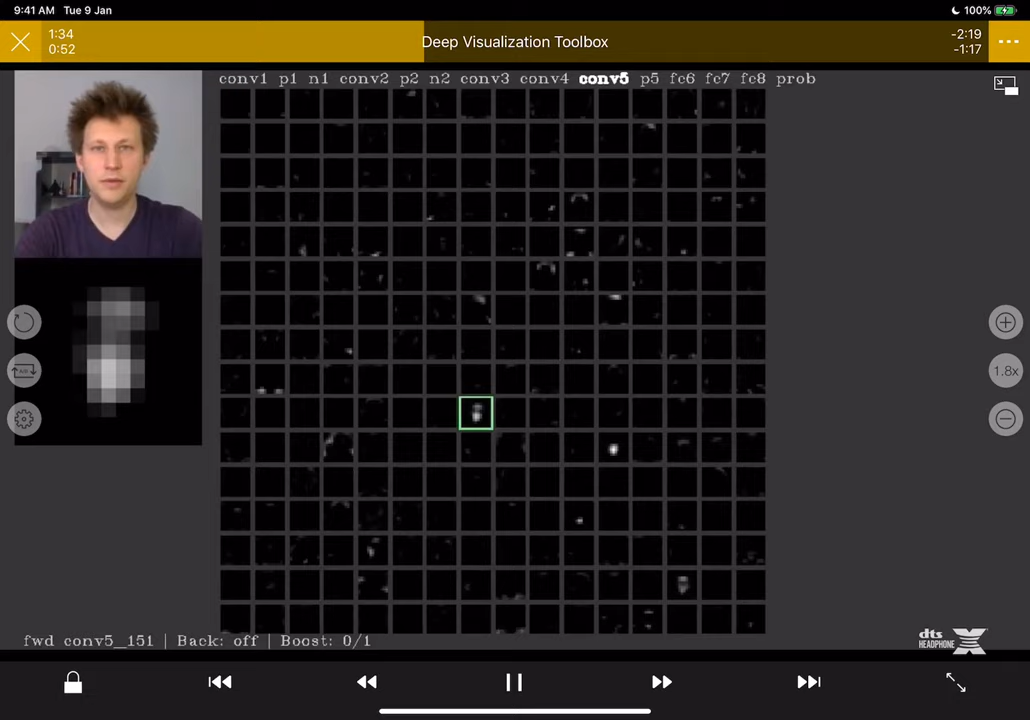 9:41 AM Tue 9 Jan
100%
1:34
0:52
Deep Visualization Toolbox
-2:19
-1:17
conv1 p1 n1 conv2 p2 n2 conv3 conv4 conv5 p5 fc6 fc7 fc8 prob
1.8x
fwd conv5_151 | Back: off | Boost: 0/1
dts
HEADPHONE X